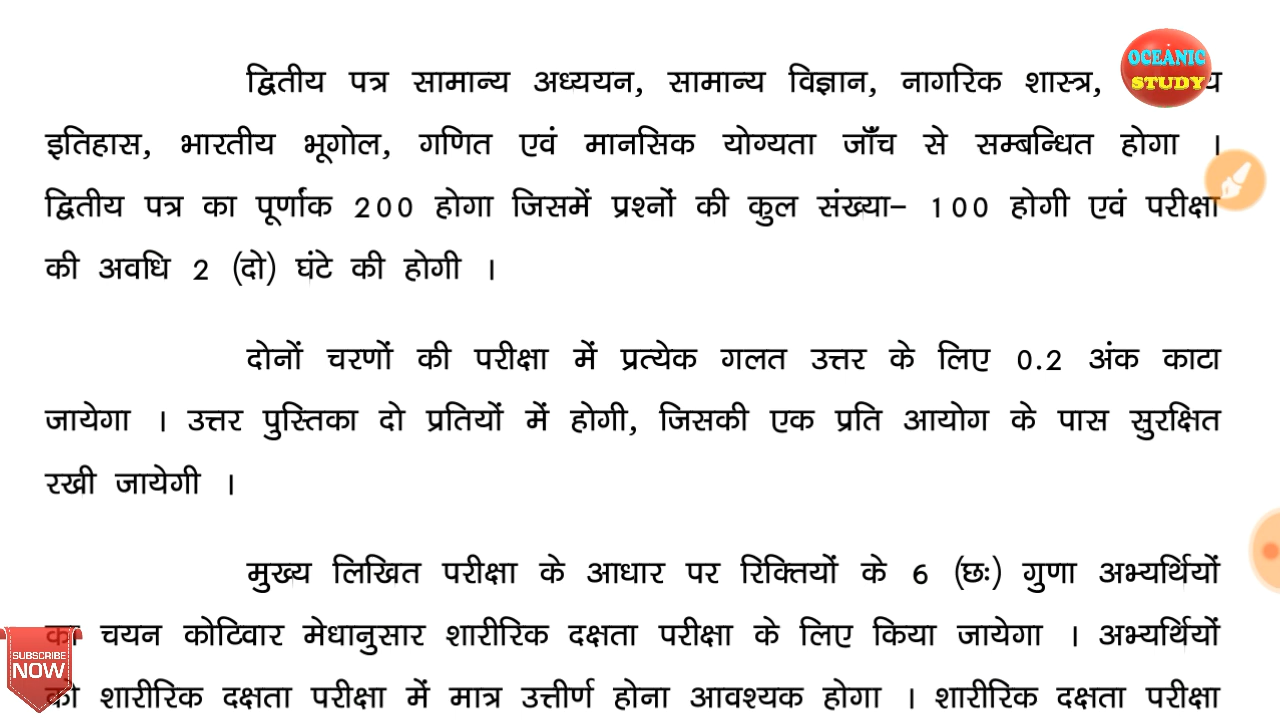 द्वितीय पत्र सामान्य अध्ययन, सामान्य विज्ञान, नागरिक शास्त्र,
OCEANIC
STUDY
इतिहास, भारतीय भूगोल, गणित एवं मानसिक योग्यता जाँच से सम्बन्धित होगा ।
द्वितीय पत्र का पूर्णांक 200 होगा जिसमें प्रश्नों की कुल संख्या- 100 होगी एवं परीक्षा
की अवधि 2 (दो) घंटे की होगी ।
दोनों चरणों की परीक्षा में प्रत्येक गलत उत्तर के लिए 0.2 अंक काटा
जायेगा । उत्तर पुस्तिका दो प्रतियों में होगी, जिसकी एक प्रति आयोग के पास सुरक्षित
रखी जायेगी ।
मुख्य लिखित परीक्षा के आधार पर रिक्तियों के 6 (छः) गुणा अभ्यर्थियों
का चयन कोटिवार मेधानुसार शारीरिक दक्षता परीक्षा के लिए किया जायेगा । अभ्यर्थियों
को शारीरिक दक्षता परीक्षा में मात्र उत्तीर्ण होना आवश्यक होगा । शारीरिक दक्षता परीक्षा
SUBSCRIBE
NOW